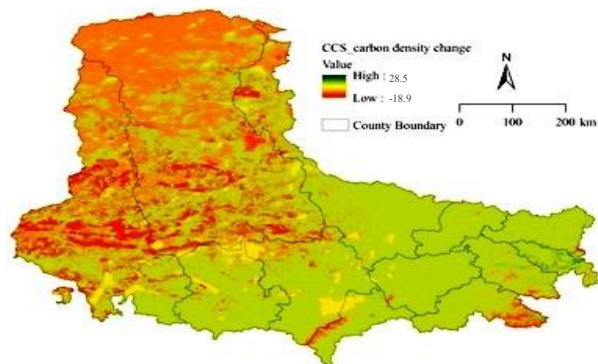 CCS_carbon density change
Value
High : 28.5
Low : -18.9
County Boundary
N
0 100 200 km